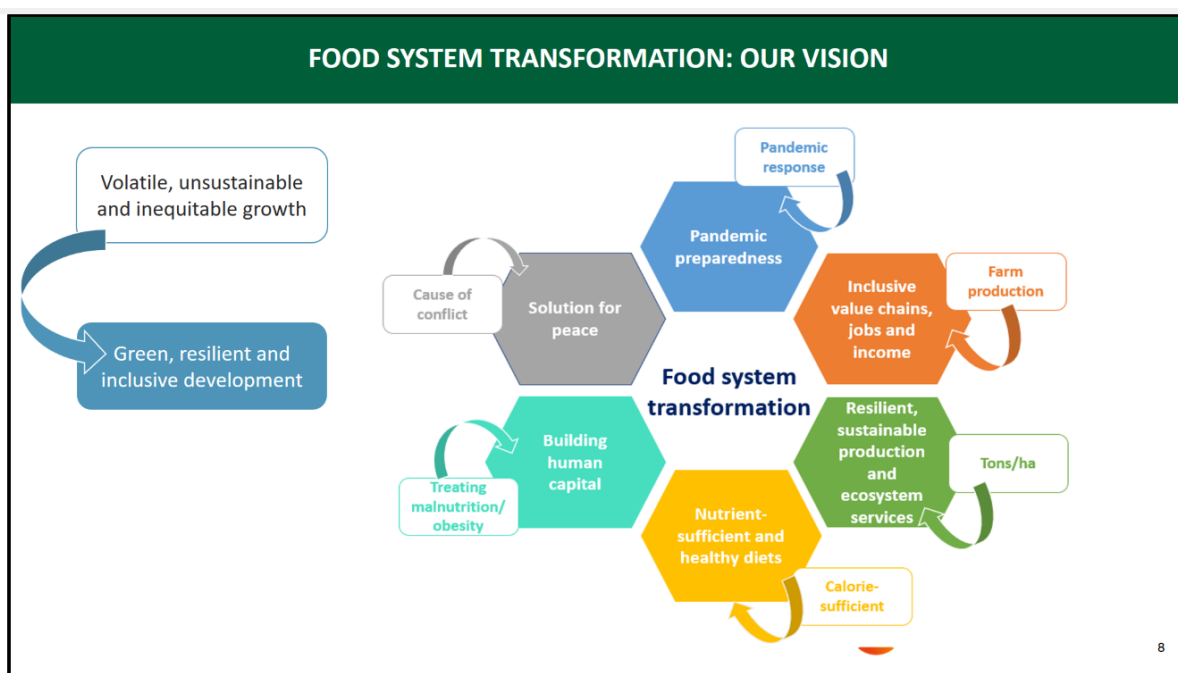 FOOD SYSTEM TRANSFORMATION: OUR VISION
Volatile, unsustainable
and inequitable growth
Green, resilient and
inclusive development
Pandemic
response
Pandemic
preparedness
Farm
production
Inclusive
value chains,
jobs and
income
Cause of
conflict
Solution for
peace
Food system
transformation
Resilient,
sustainable
production
and
ecosystem
services
Tons/ha
Building
human
capital
Treating
malnutrition/
obesity
Nutrient-
sufficient and
healthy diets
Calorie-
sufficient
8